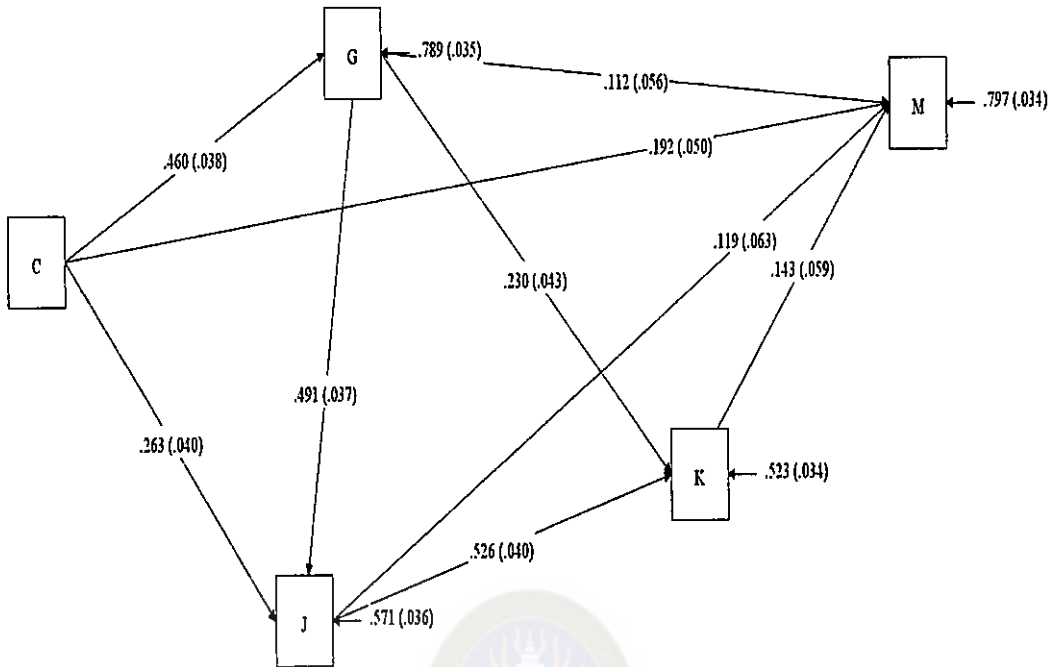 G
.789 (.035)
.112 (.056)
M
.797 (.034)
.460 (.038)
.192 (.050)
C
.119 (.063)
.143 (.059)
.230 (.043)
.491 (.037)
.263 (.040)
K
.523 (.034)
.526 (.040)
J
.571 (.036)